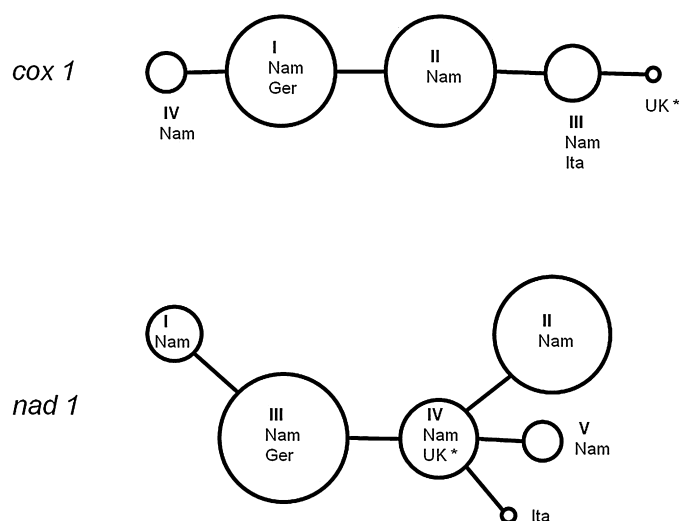 cox 1
I
Nam
Ger
II
Nam
IV
Nam
III
Nam
Ita
UK *
nad 1
I
Nam
II
Nam
III
Nam
Ger
IV
Nam
UK *
V
Nam
Ita